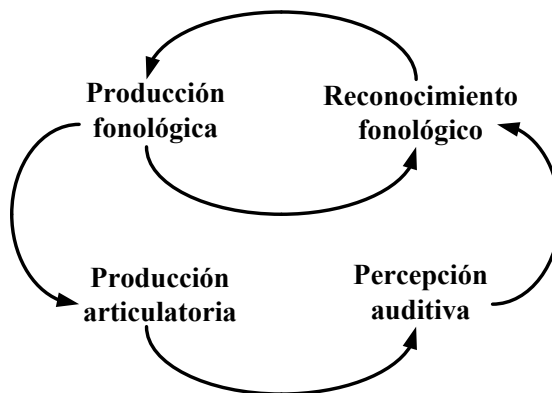 Producción
fonológica
Reconocimiento
fonológico
Producción
articulatoria
Percepción
auditiva